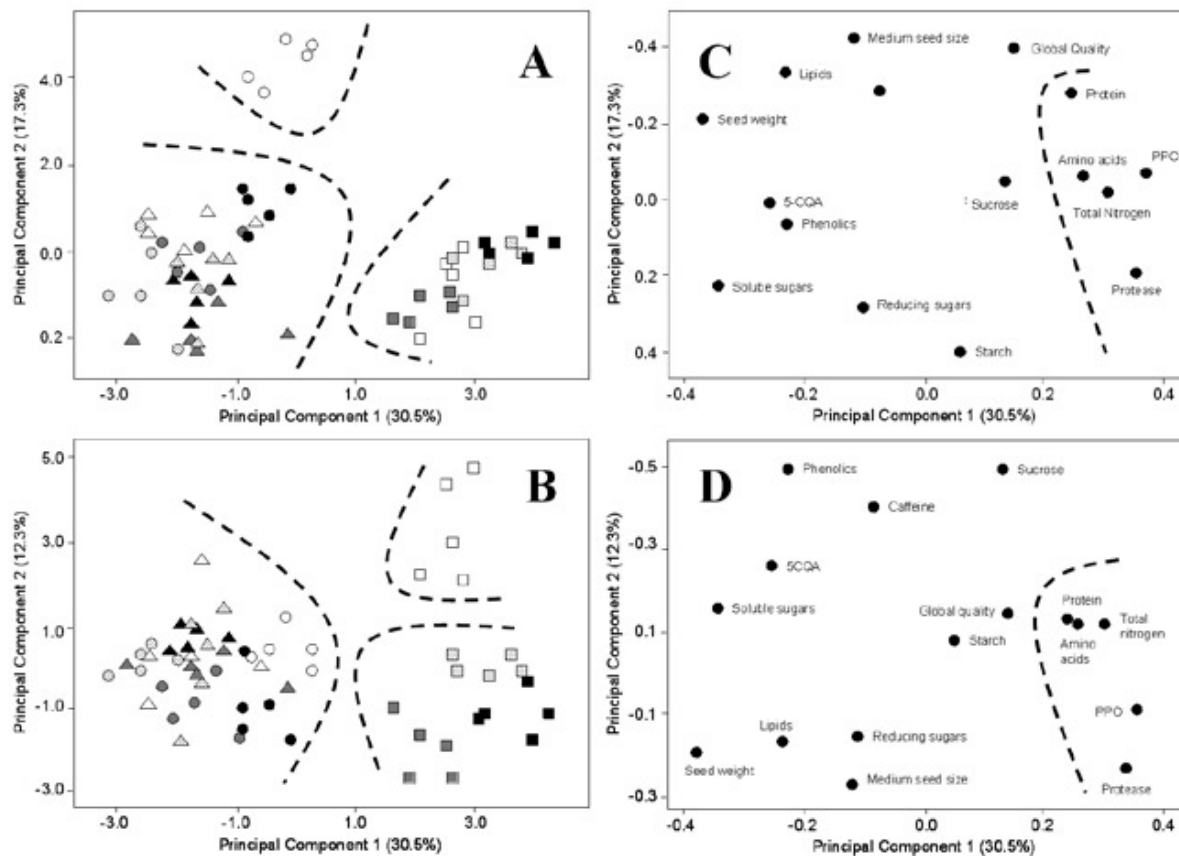 A
4.0
2.0
0.0
0.2
-3.0 -1.0 1.0 3.0
Principal Component 2 (17.3%)
Principal Component 1 (30.5%)
C
-0.4
-0.2
0.0
0.2
0.4
-0.4 -0.2 0.0 0.2 0.4
Principal Component 2 (17.3%)
Principal Component 1 (30.5%)
Medium seed size
Global Quality
Lipids
Protein
Seed weight
Amino acids
PPO
: Sucrose
5-CQA
Total Nitrogen
Phenolics
Protease
Solube sugars
Reducing sugars
Starch
B
5.0
3.0
1.0
-1.0
-3.0
-3.0 -1.0 1.0 3.0
Principal Component 2 (12.3%)
Principal Component 1 (30.5%)
D
-0.5
-0.3
0.1
-0.1
-0.3
-0.4 -0.2 0.0 0.2 0.4
Principal Component 2 (12.3%)
Principal Component 1 (30.5%)
Phenolics
Sucrose
Caffeine
5CQA
Soluble sugars
Global quality
Protein
Total
nitrogen
Starch
Amino
acids
PPO
Lipids
Reducing sugars
Seed weight
Medium seed size
Protease